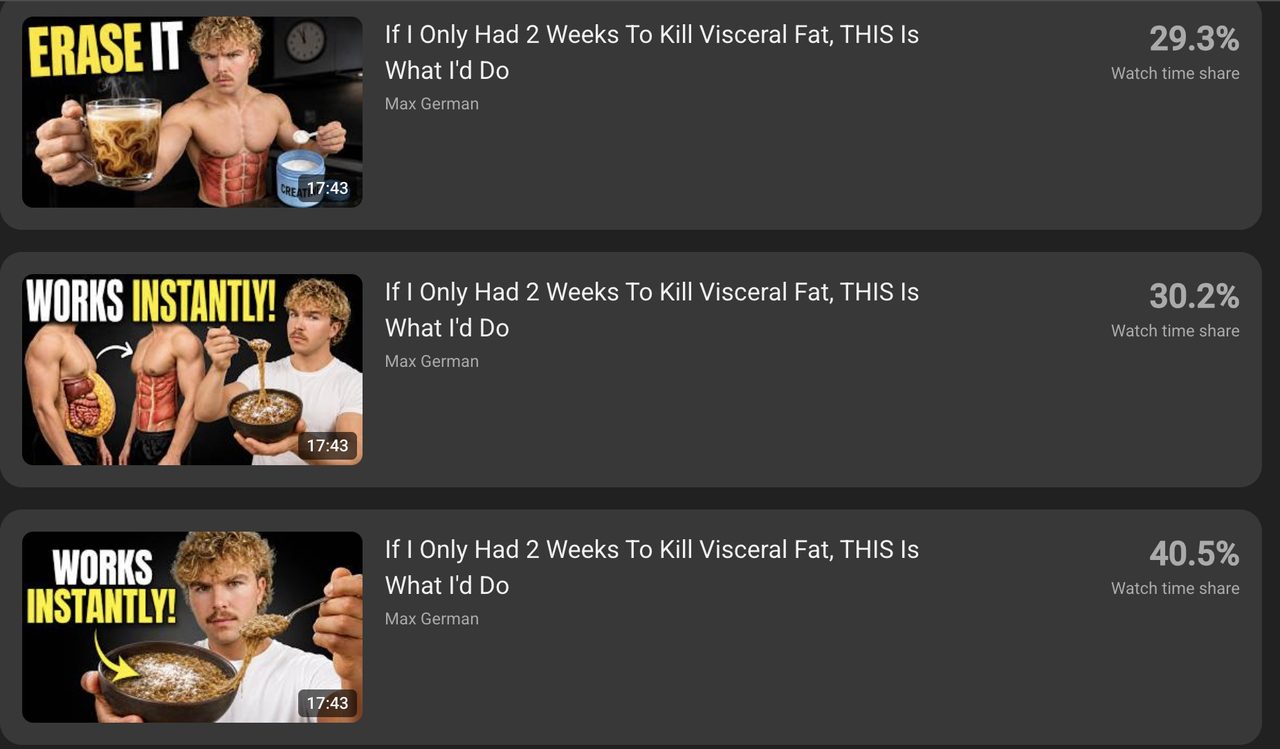 ERASE IT
CREAT
17:43
If I Only Had 2 Weeks To Kill Visceral Fat, THIS Is
What I'd Do
Max German
29.3%
Watch time share
WORKS INSTANTLY!
17:43
If I Only Had 2 Weeks To Kill Visceral Fat, THIS Is
What I'd Do
Max German
30.2%
Watch time share
WORKS
INSTANTLY!
17:43
If I Only Had 2 Weeks To Kill Visceral Fat, THIS Is
What I'd Do
Max German
40.5%
Watch time share